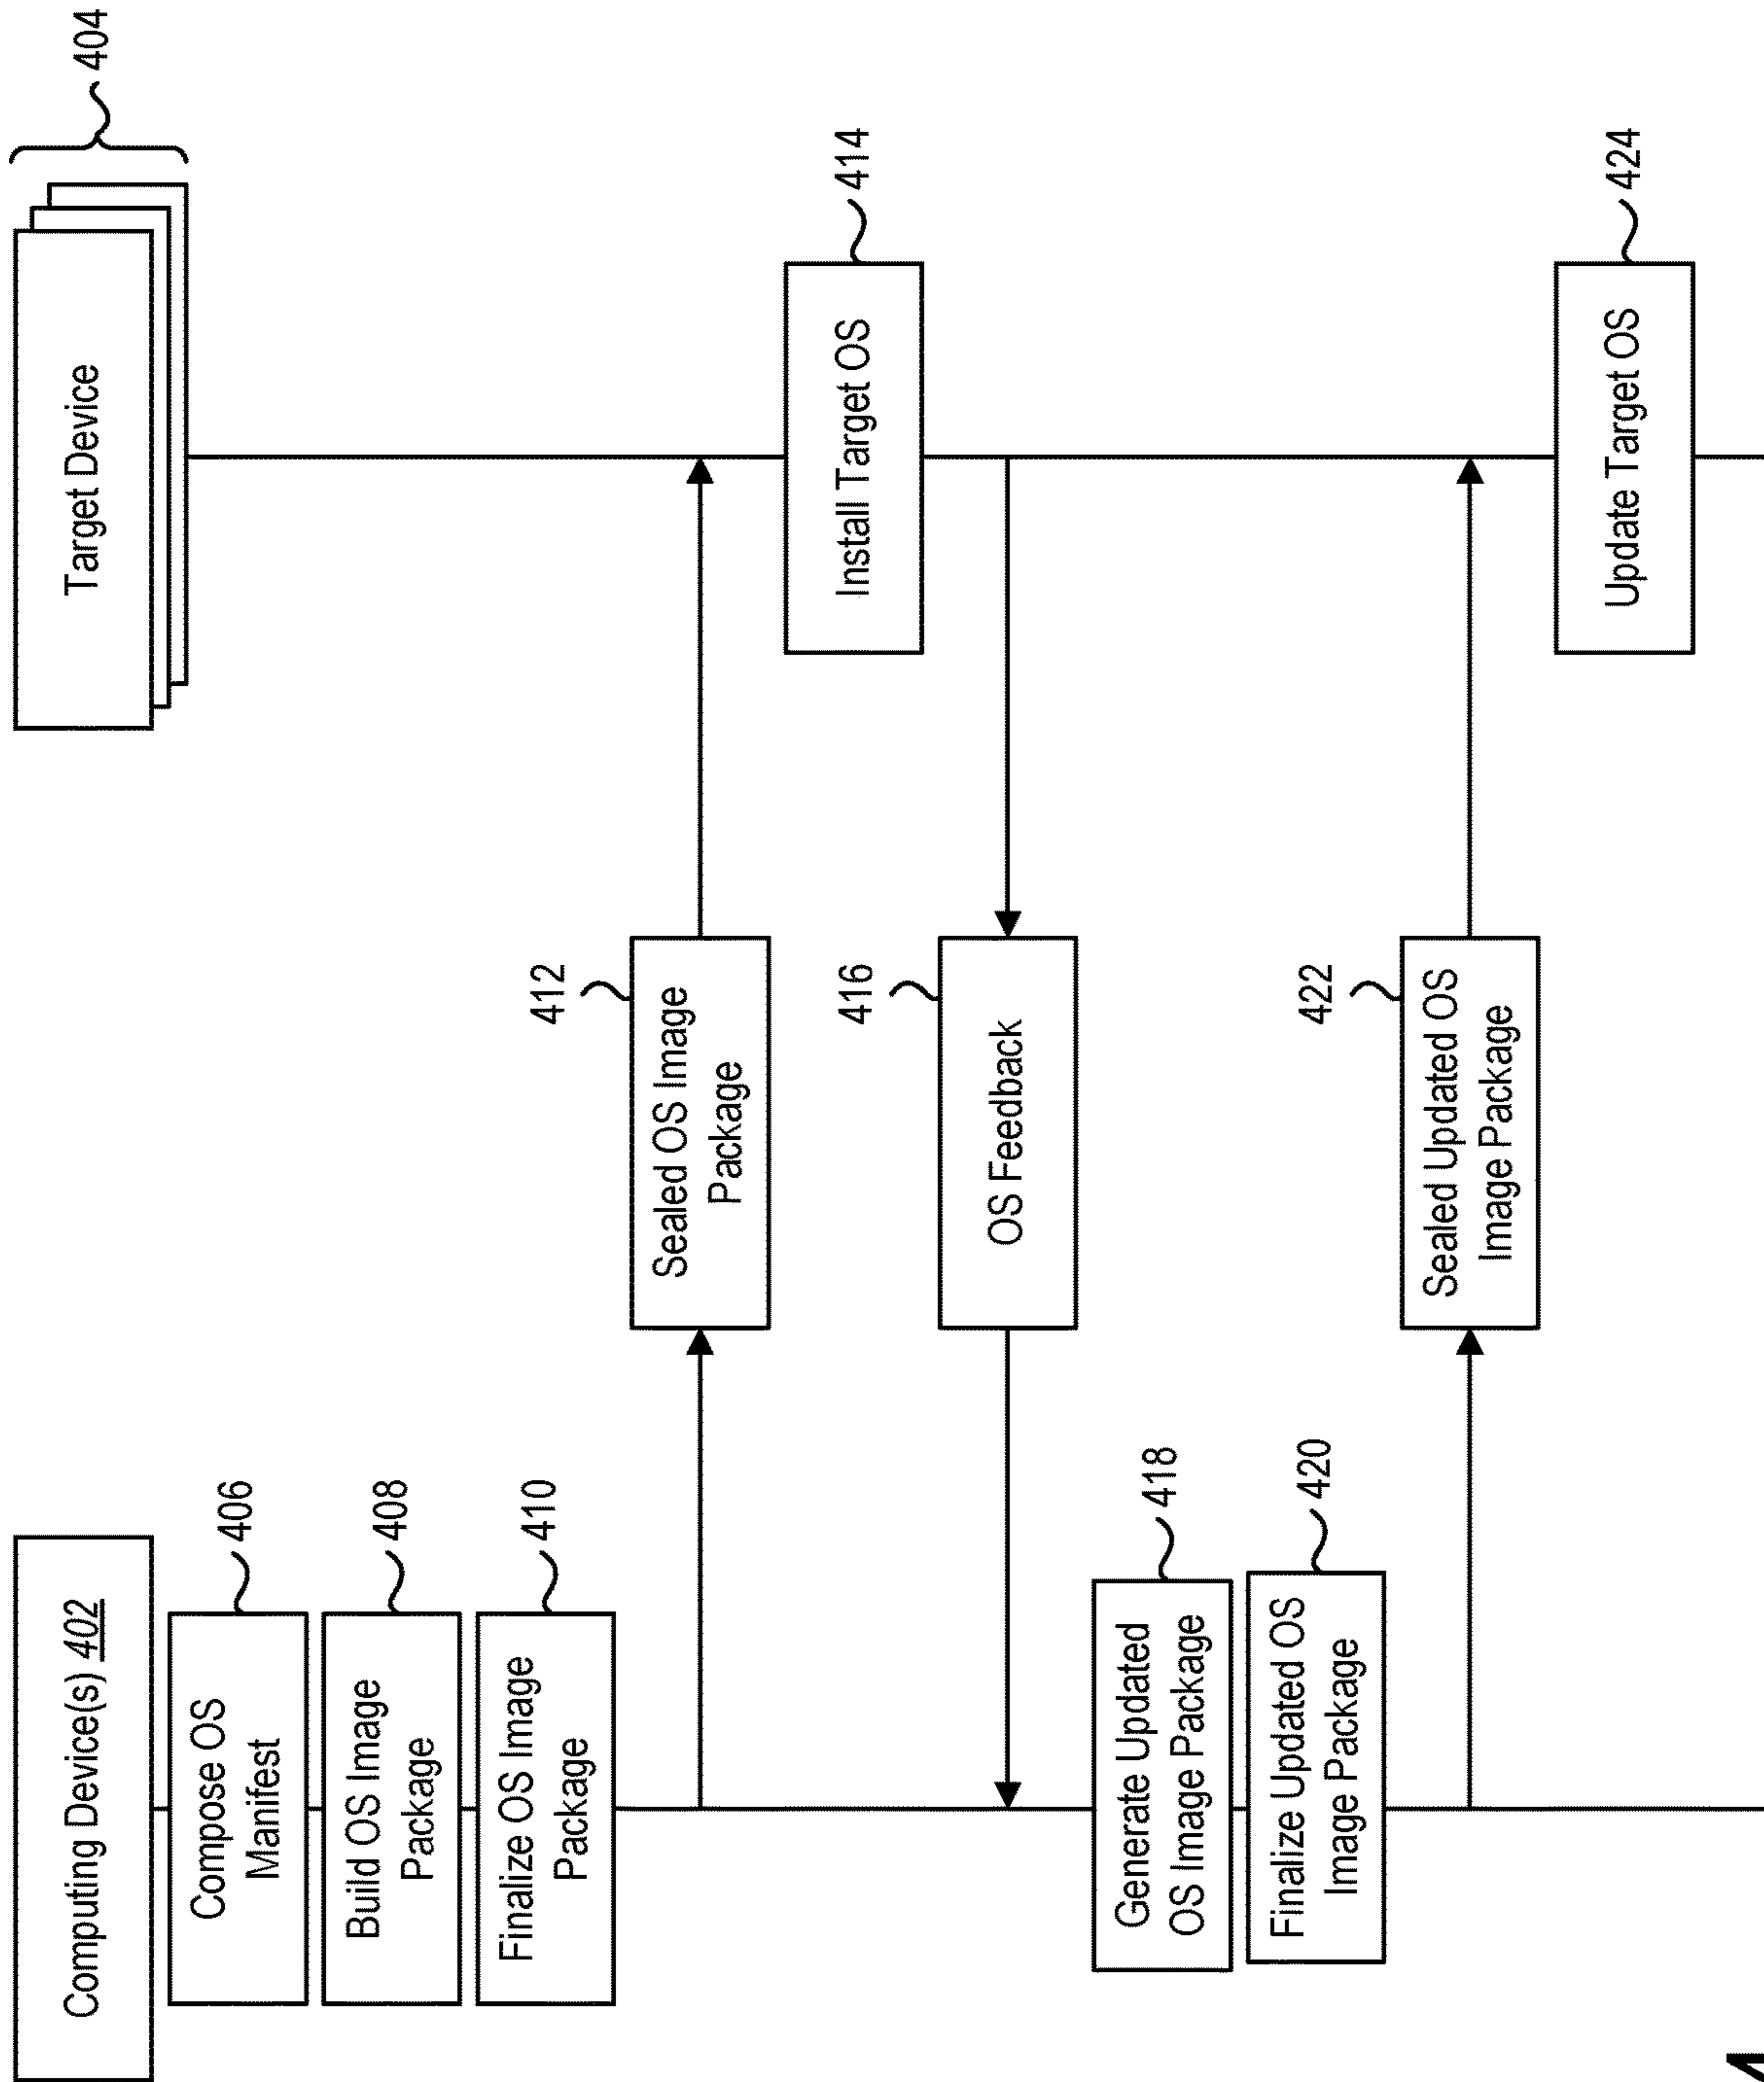 Computing Device(s) 402
Target Device
404
Compose OS
Manifest
406
Build OS Image
Package
408
Finalize OS Image
Package
410
412
Sealed OS Image
Package
Install Target OS
414
416
OS Feedback
Generate Updated
OS Image Package
418
Finalize Updated OS
Image Package
420
422
Sealed Updated OS
Image Package
Update Target OS
424